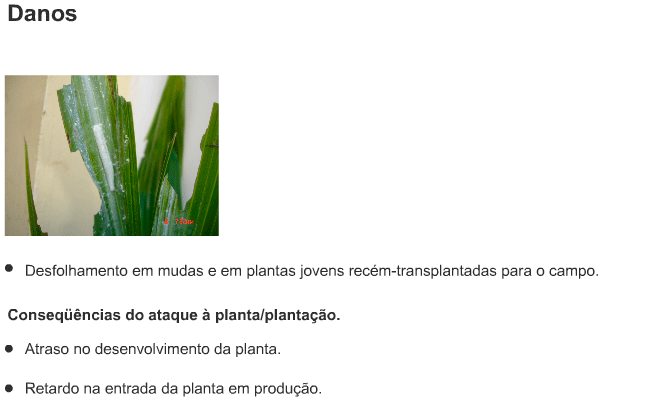 Danos
Desfolhamento em mudas e em plantas jovens recém-transplantadas para o campo.
Conseqüências do ataque à planta/plantação.
Atraso no desenvolvimento da planta.
Retardo na entrada da planta em produção.